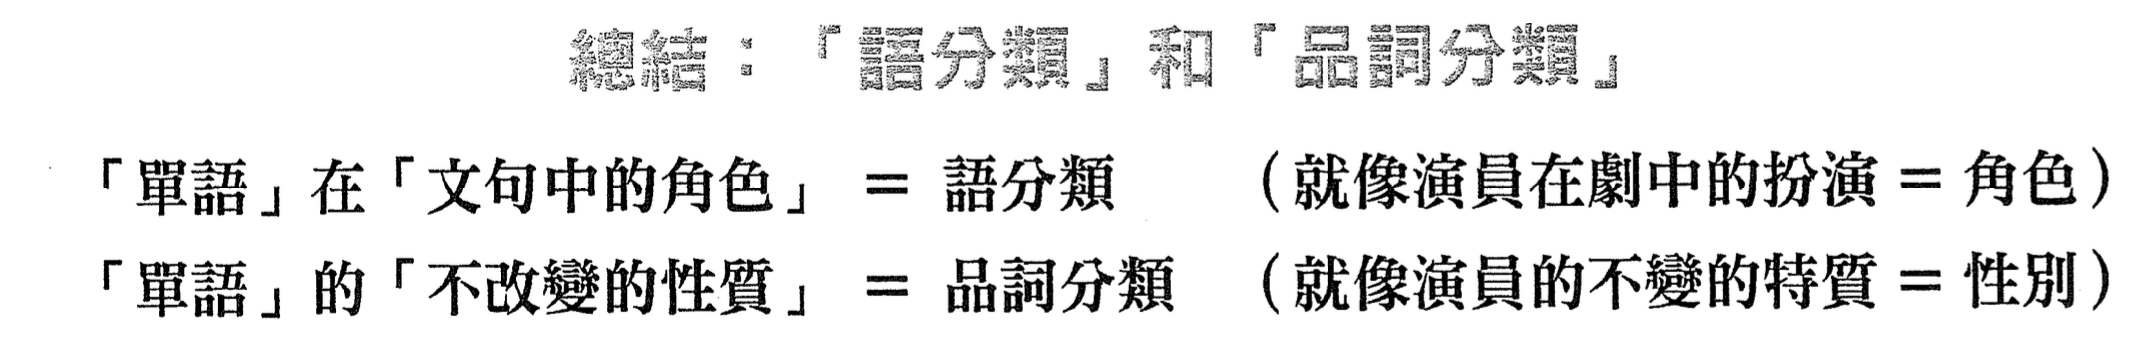 總結：「語分類」和「品詞分類」
「單語」在「文句中的角色」 = 語分類 （就像演員在劇中的扮演 = 角色）
「單語」的「不改變的性質」 = 品詞分類 （就像演員的不變的特質 = 性別）